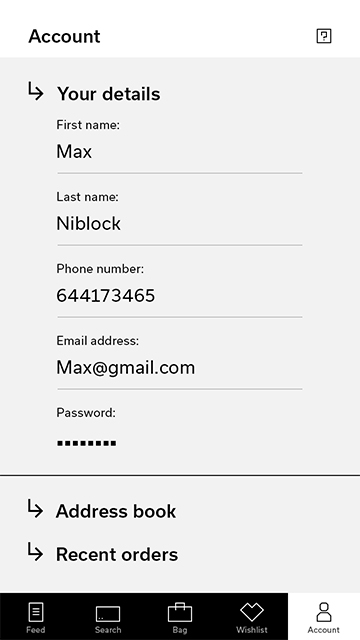 Account
?
Your details
First name:
Max
Last name:
Niblock
Phone number:
644173465
Email address:
Max@gmail.com
Password:
Address book
Recent orders
Feed
Search
Bag
Wishlist
Account